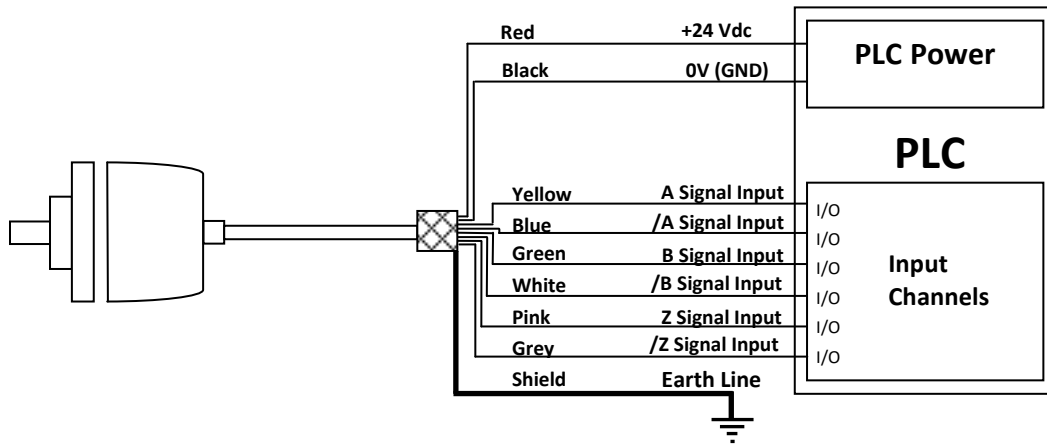 Red +24 Vdc
Black 0V (GND)
PLC Power
PLC
Yellow A Signal Input I/O
Blue /A Signal Input I/O
Green B Signal Input I/O
White /B Signal Input I/O
Pink Z Signal Input I/O
Grey /Z Signal Input I/O
Shield Earth Line
Input
Channels